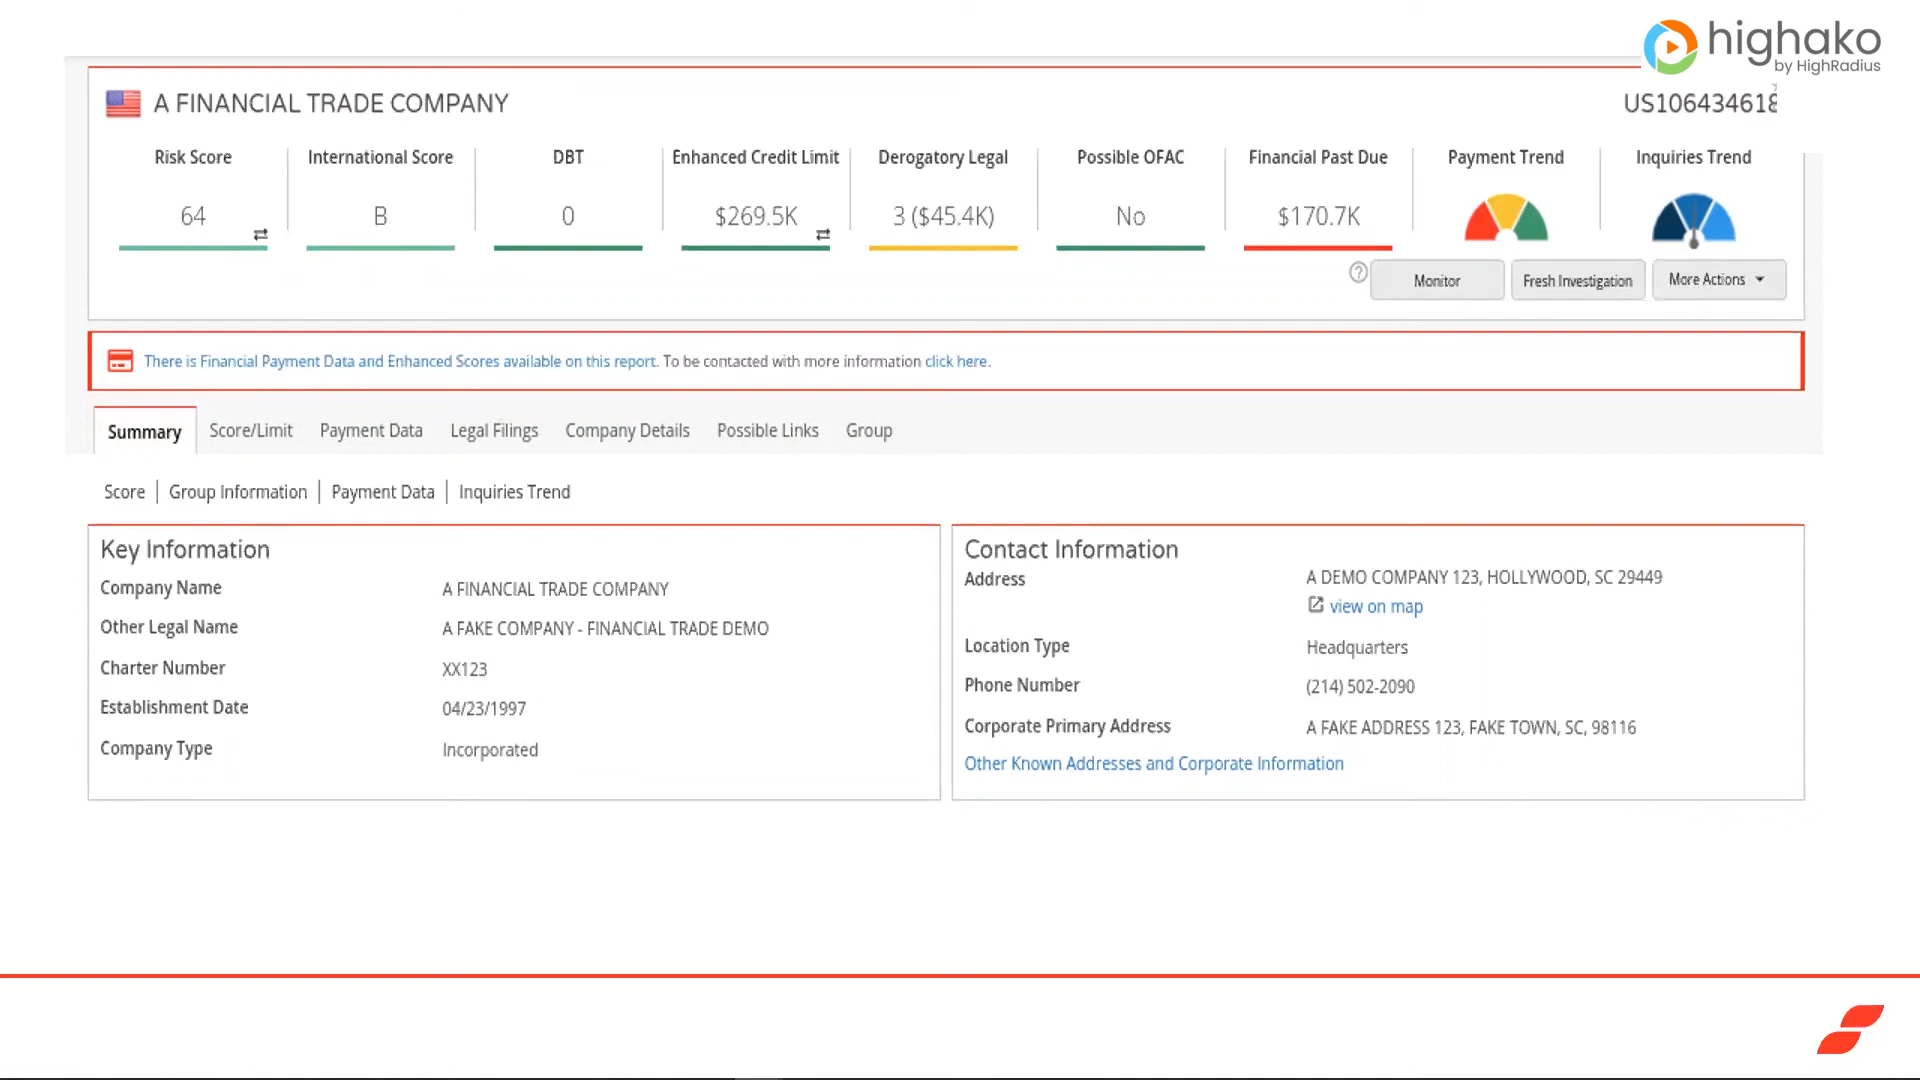 highako
by HighRadius
A FINANCIAL TRADE COMPANY
US106434618
Risk Score
International Score
DBT
Enhanced Credit Limit
Derogatory Legal
Possible OFAC
Financial Past Due
Payment Trend
Inquiries Trend
64
B
0
$269.5K
3 ($45.4K)
No
$170.7K
?
Monitor
Fresh Investigation
More Actions
There is Financial Payment Data and Enhanced Scores available on this report. To be contacted with more information click here.
Summary
Score/Limit
Payment Data
Legal Filings
Company Details
Possible Links
Group
Score | Group Information | Payment Data | Inquiries Trend
Key Information
Company Name A FINANCIAL TRADE COMPANY
Other Legal Name A FAKE COMPANY - FINANCIAL TRADE DEMO
Charter Number XX123
Establishment Date 04/23/1997
Company Type Incorporated
Contact Information
Address A DEMO COMPANY 123, HOLLYWOOD, SC 29449
view on map
Location Type Headquarters
Phone Number (214) 502-2090
Corporate Primary Address A FAKE ADDRESS 123, FAKE TOWN, SC, 98116
Other Known Addresses and Corporate Information